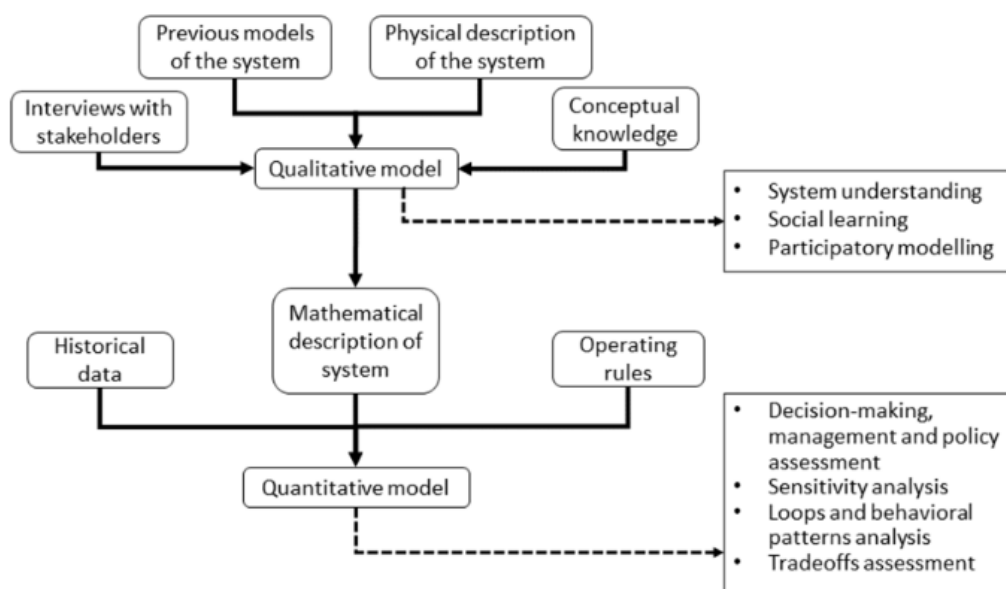 Previous models
of the system
Physical description
of the system
Interviews with
stakeholders
Conceptual
knowledge
Qualitative model
• System understanding
• Social learning
• Participatory modelling
Mathematical
description of
system
Historical
data
Operating
rules
• Decision-making,
management and policy
assessment
• Sensitivity analysis
• Loops and behavioral
patterns analysis
• Tradeoffs assessment
Quantitative model